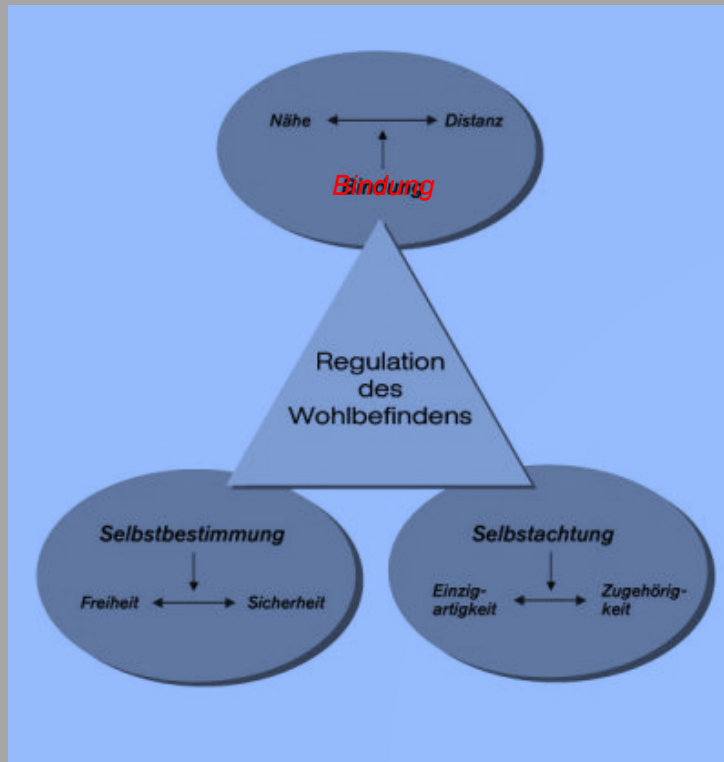 Nähe Distanz
Bindung
Regulation
des
Wohlbefindens
Selbstbestimmung
Freiheit Sicherheit
Selbstachtung
Einzig-
artigkeit
Zugehörig-
keit